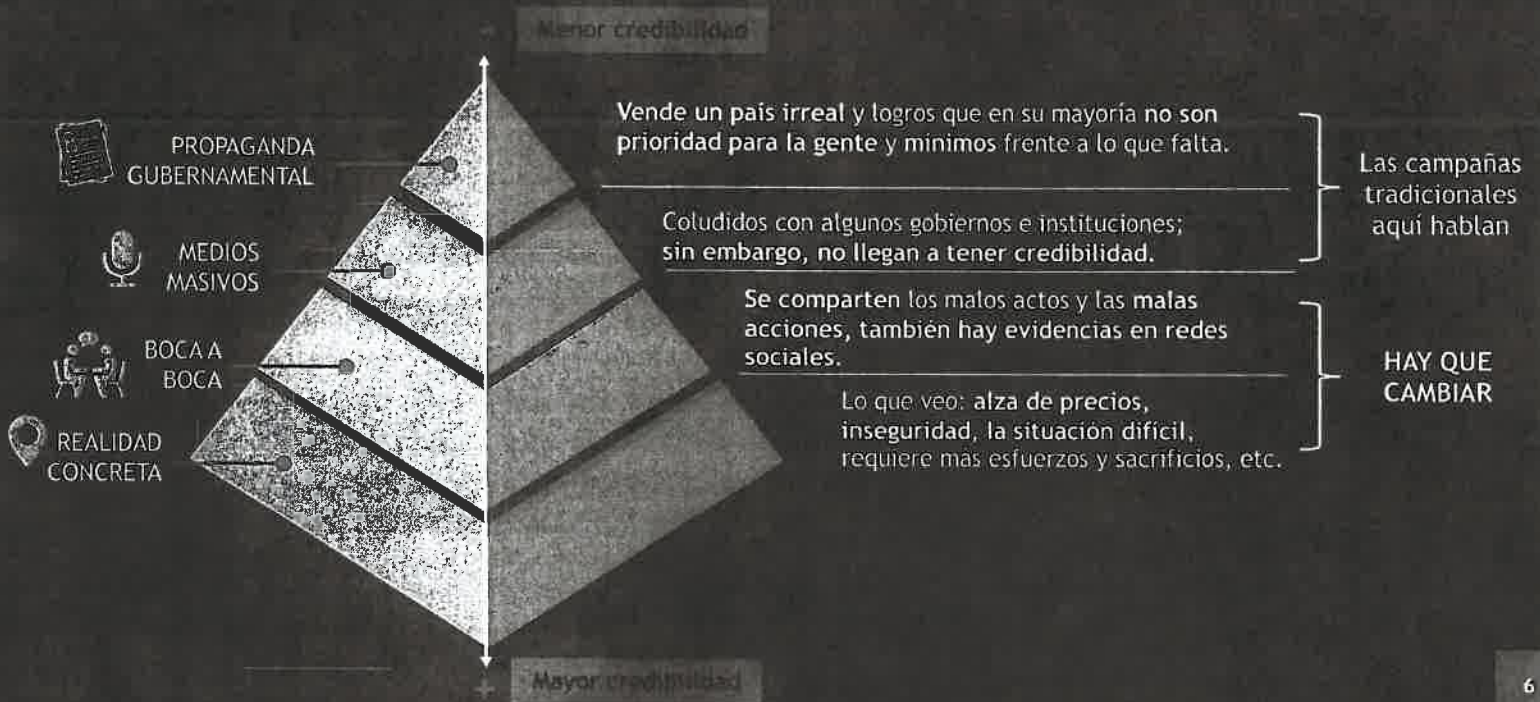 - Menor credibilidad
PROPAGANDA
GUBERNAMENTAL
Vende un país irreal y logros que en su mayoría no son
prioridad para la gente y mínimos frente a lo que falta.
Las campañas
tradicionales
aquí hablan
MEDIOS
MASIVOS
Coludidos con algunos gobiernos e instituciones;
sin embargo, no llegan a tener credibilidad.
BOCA A
BOCA
Se comparten los malos actos y las malas
acciones, también hay evidencias en redes
sociales.
HAY QUE
CAMBIAR
REALIDAD
CONCRETA
Lo que veo: alza de precios,
inseguridad, la situación difícil,
requiere más esfuerzos y sacrificios, etc.
+ Mayor credibilidad
6